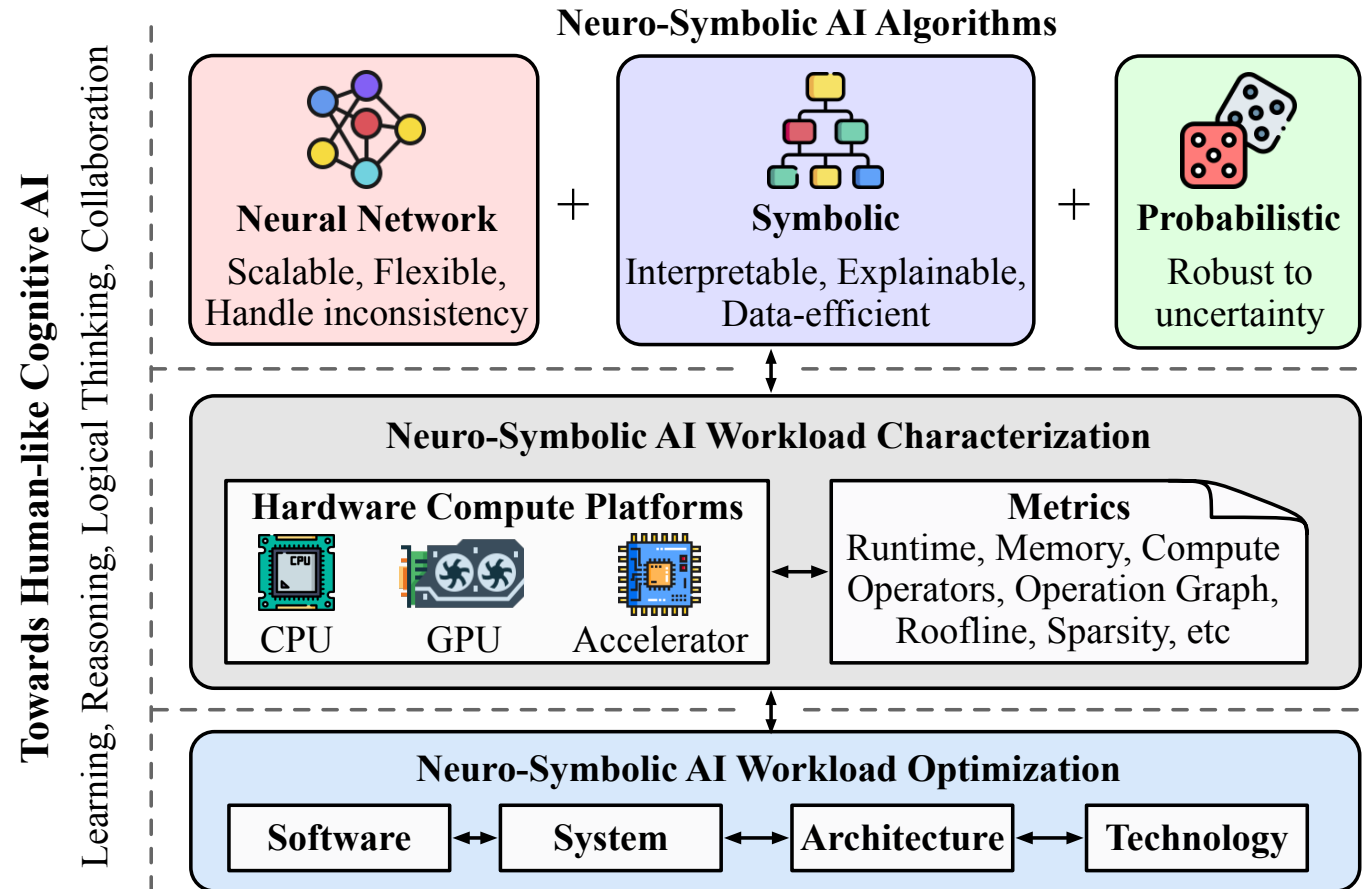 Towards Human-like Cognitive AI
Learning, Reasoning, Logical Thinking, Collaboration
Neuro-Symbolic AI Algorithms
Neural Network
Scalable, Flexible,
Handle inconsistency
+
Symbolic
Interpretable, Explainable,
Data-efficient
+
Probabilistic
Robust to
uncertainty
Neuro-Symbolic AI Workload Characterization
Hardware Compute Platforms
CPU
CPU
GPU
Accelerator
Metrics
Runtime, Memory, Compute
Operators, Operation Graph,
Roofline, Sparsity, etc
Neuro-Symbolic AI Workload Optimization
Software
System
Architecture
Technology